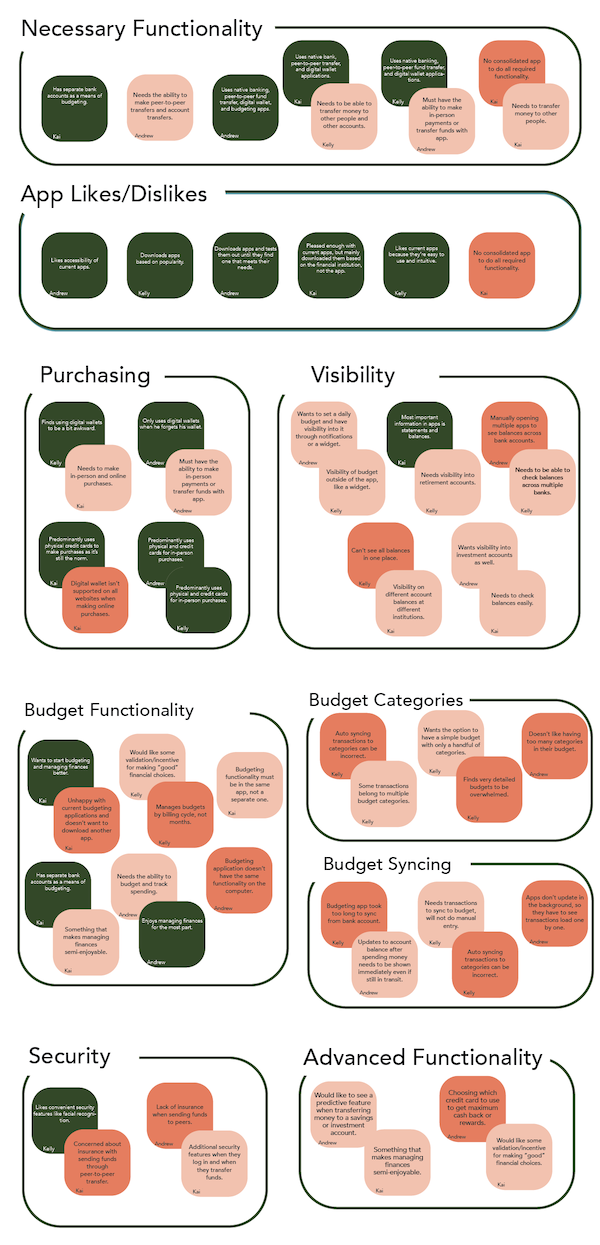 Necessary Functionality
Has separate bank
accounts as a means of
budgeting.
Kai
Needs the ability to
make peer-to-peer
transfers and account
transfers.
Andrew
Uses native banking,
peer-to-peer fund
transfer, digital wallet,
and budgeting apps.
Andrew
Uses native bank,
peer-to-peer transfer,
and digital wallet
applications.
Kai
Needs to be able to
transfer money to
other people and
other accounts.
Kelly
Uses native banking,
peer-to-peer fund transfer,
and digital wallet applica-
tions.
Kelly
Must have the
ability to make
in-person
payments or
transfer funds with
app.
Andrew
No consolidated app
to do all required
functionality.
Kai
Needs to transfer
money to other
people.
Kai
App Likes/Dislikes
Likes accessibility of
current apps.
Andrew
Downloads apps
based on popularity.
Kelly
Downloads apps and tests
them out until they find
one that meets their
needs.
Andrew
Pleased enough with
current apps, but mainly
downloaded them based
on the financial institution,
not the app.
Kai
Likes current apps
because they're easy to
use and intuitive.
Kelly
No consolidated app
to do all required
functionality.
Kai
Purchasing
Finds using digital wallets
to be a bit awkward.
Kelly
Needs to make
in-person and online
purchases.
Kai
Only uses digital wallets
when he forgets his wallet.
Andrew
Must have the
ability to make
in-person
payments or
transfer funds with
app.
Andrew
Predominantly uses
physical credit cards to
make purchases as it's
still the norm.
Kai
Digital wallet isn't
supported on all
websites when
making online
purchases.
Kai
Predominantly uses
physical and credit
cards for in-person
purchases.
Andrew
Predominantly uses
physical and credit cards
for in-person purchases.
Kelly
Visibility
Wants to set a daily
budget and have
visibility into it
through notifications
or a widget.
Andrew
Visibility of budget
outside of the app,
like a widget.
Kelly
Most important
information in apps is
statements and
balances.
Kai
Needs visibility into
retirement accounts.
Kelly
Manually opening
multiple apps to
see balances across
bank accounts.
Andrew
Needs to be able to
check balances
across multiple
banks.
Kelly
Can't see all balances
in one place.
Kai
Visibility on
different account
balances at
different
institutions.
Kai
Wants visibility into
investment accounts
as well.
Andrew
Needs to check
balances easily.
Kai
Budget Functionality
Wants to start budgeting
and managing finances
better.
Kai
Unhappy with
current budgeting
applications and
doesn't want to
download another
app.
Kai
Would like some
validation/incentive
for making "good"
financial choices.
Kelly
Manages budgets
by billing cycle, not
months.
Kelly
Budgeting
functionality must
be in the same
app, not a
separate one.
Kai
Has separate bank
accounts as a means of
budgeting.
Kai
Something that
makes managing
finances
semi-enjoyable.
Kai
Needs the ability to
budget and track
spending.
Andrew
Enjoys managing finances
for the most part.
Andrew
Budgeting
application doesn't
have the same
functionality on the
computer.
Andrew
Budget Categories
Auto syncing
transactions to
categories can be
incorrect.
Kai
Some transactions
belong to multiple
budget categories.
Kelly
Wants the option to
have a simple budget
with only a handful of
categories.
Kai
Finds very detailed
budgets to be
overwhelmed.
Kelly
Doesn't like having
too many categories
in their budget.
Andrew
Budget Syncing
Budgeting app took
too long to sync
from bank account.
Kelly
Updates to account
balance after
spending money
needs to be shown
immediately even if
still in transit.
Andrew
Needs transactions
to sync to budget,
will not do manual
entry.
Kelly
Auto syncing
transactions to
categories can be
incorrect.
Kelly
Apps don't update in
the background, so
they have to see
transactions load one
by one.
Andrew
Security
Likes convenient security
features like facial recogni-
tion.
Kelly
Concerned about
insurance with
sending funds
through
peer-to-peer
transfer.
Kai
Lack of insurance
when sending funds
to peers.
Andrew
Additional security
features when they
log in and when
they transfer
funds.
Kai
Advanced Functionality
Would like to see a
predictive feature
when transferring
money to a savings
or investment
account.
Andrew
Something that
makes managing
finances
semi-enjoyable.
Kai
Choosing which
credit card to use
to get maximum
cash back or
rewards.
Andrew
Would like some
validation/incentive
for making "good"
financial choices.
Kai